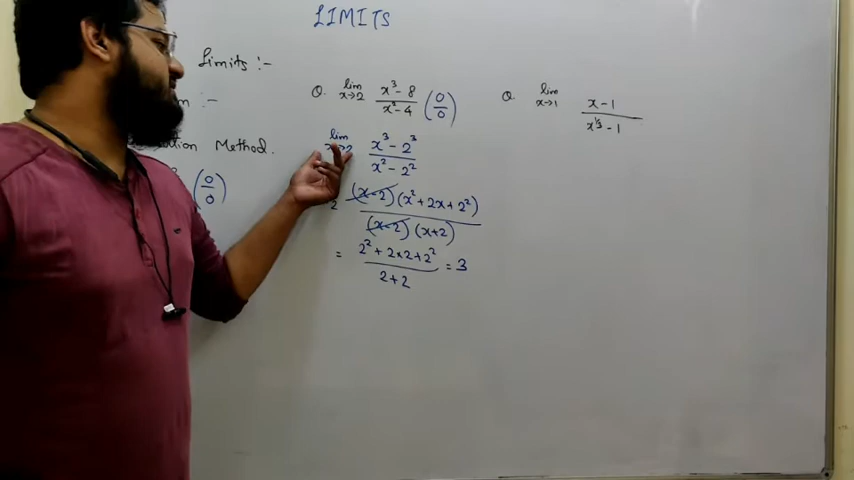 LIMITS
Limits :-
:-
Method.
(0/0)
Q. lim x→2 x³ - 8 / x² - 4 (0/0)
lim x³ - 2³ / x² - 2²
2 (x-2)(x² + 2x + 2²) / (x-2)(x+2)
= 2² + 2×2 + 2² / 2+2 = 3
Q. lim x→1 x - 1 / x^(1/3) - 1